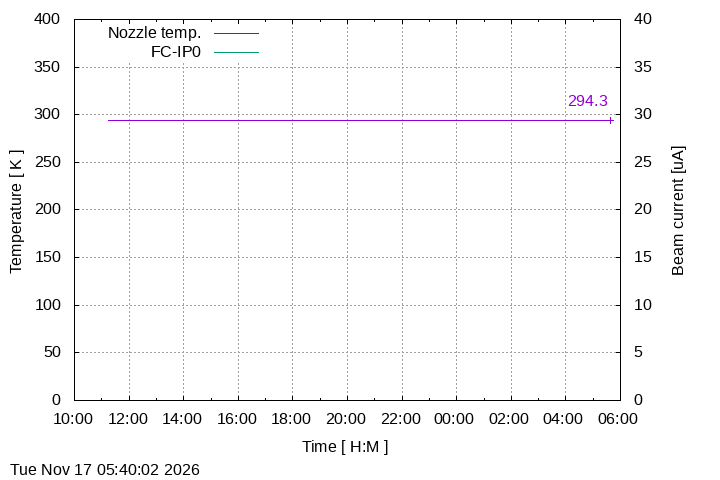 Nozzle temp.
FC-IP0
294.3
400
350
300
250
200
150
100
50
0
40
35
30
25
20
15
10
5
0
Temperature [ K ]
Beam current [uA]
10:00 12:00 14:00 16:00 18:00 20:00 22:00 00:00 02:00 04:00 06:00
Time [ H:M ]
Tue Nov 17 05:40:02 2026